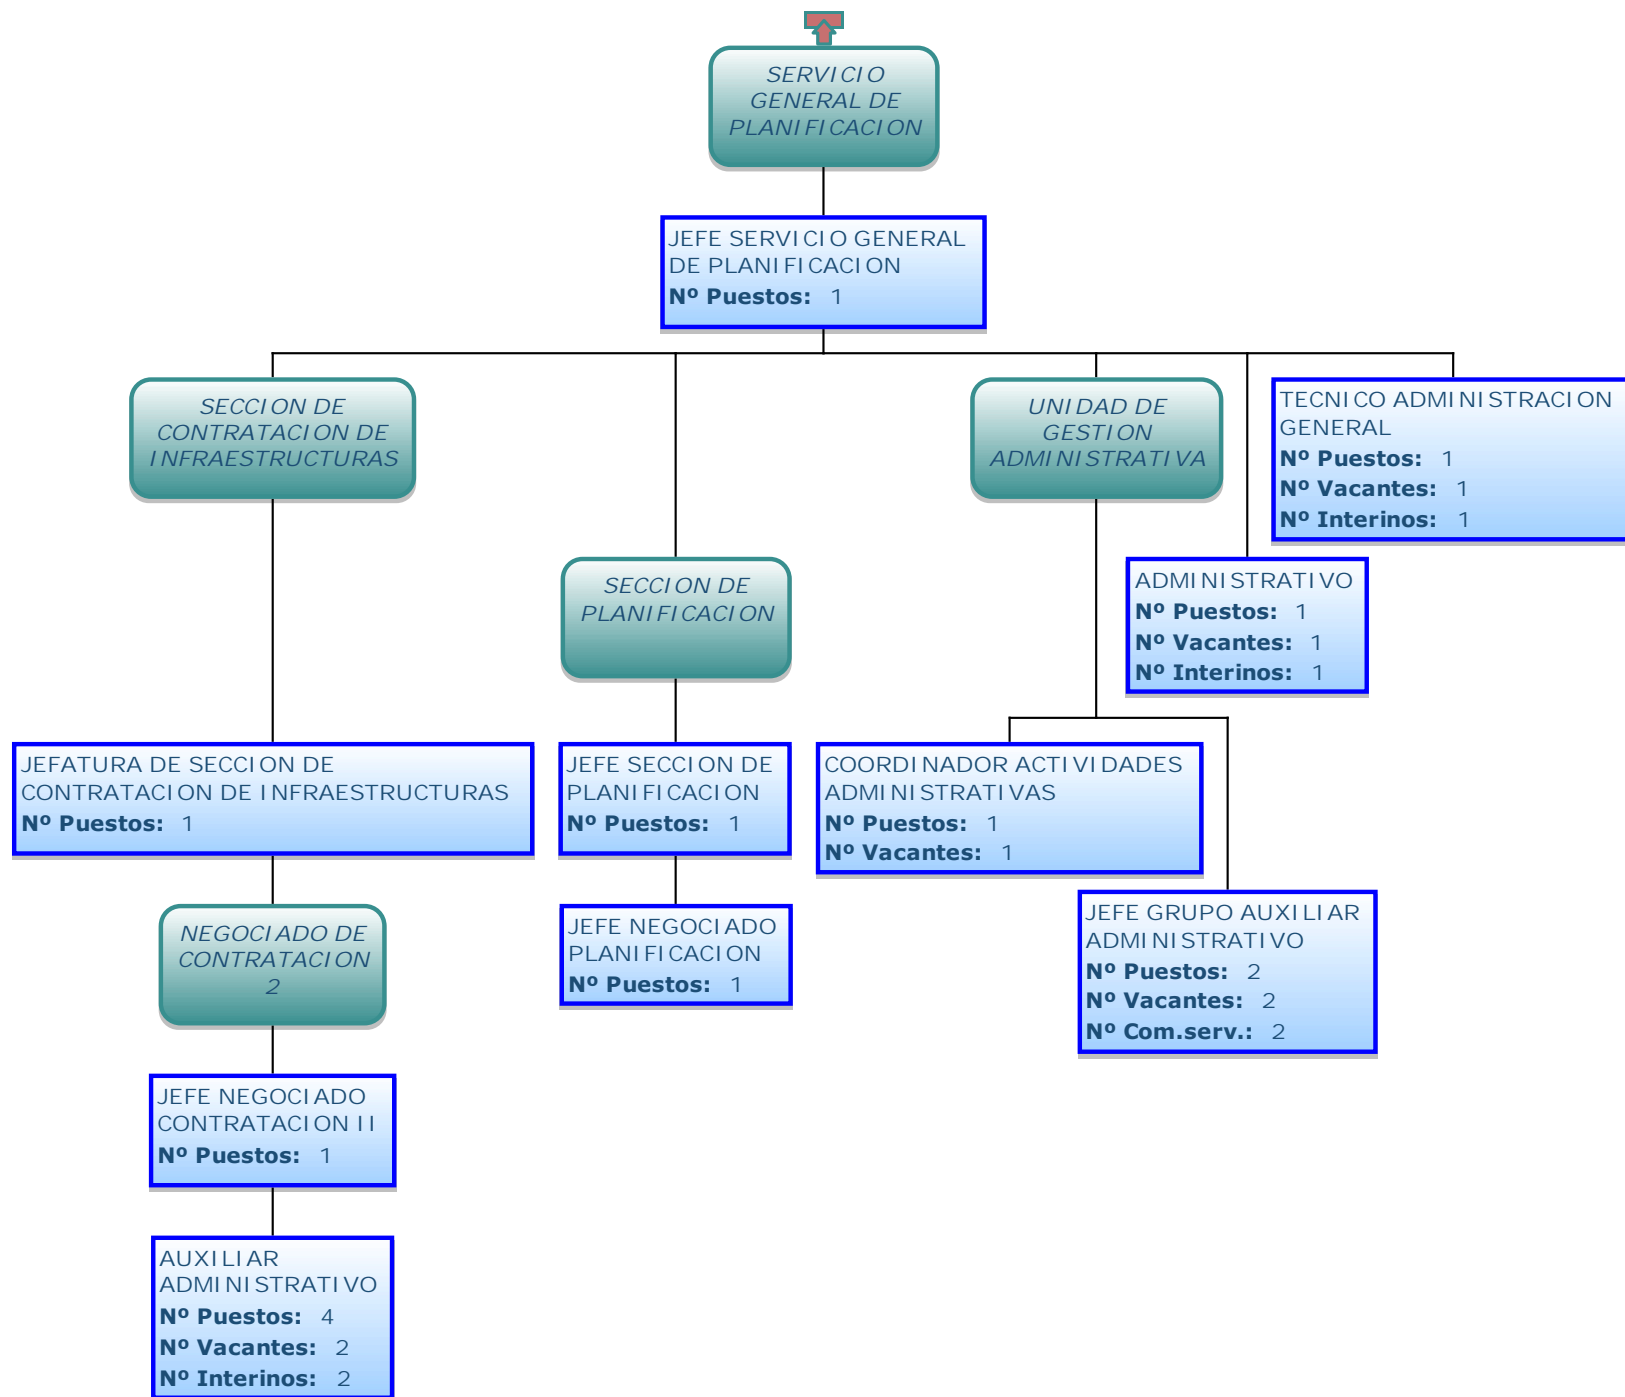 SERVICIO
GENERAL DE
PLANIFICACION
JEFE SERVICIO GENERAL
DE PLANIFICACION
Nº Puestos: 1
SECCION DE
CONTRATACION DE
INFRAESTRUCTURAS
UNIDAD DE
GESTION
ADMINISTRATIVA
TECNICO ADMINISTRACION
GENERAL
Nº Puestos: 1
Nº Vacantes: 1
Nº Interinos: 1
SECCION DE
PLANIFICACION
ADMINISTRATIVO
Nº Puestos: 1
Nº Vacantes: 1
Nº Interinos: 1
JEFATURA DE SECCION DE
CONTRATACION DE INFRAESTRUCTURAS
Nº Puestos: 1
JEFE SECCION DE
PLANIFICACION
Nº Puestos: 1
COORDINADOR ACTIVIDADES
ADMINISTRATIVAS
Nº Puestos: 1
Nº Vacantes: 1
NEGOCIADO DE
CONTRATACION
2
JEFE NEGOCIADO
PLANIFICACION
Nº Puestos: 1
JEFE GRUPO AUXILIAR
ADMINISTRATIVO
Nº Puestos: 2
Nº Vacantes: 2
Nº Com.serv.: 2
JEFE NEGOCIADO
CONTRATACION II
Nº Puestos: 1
AUXILIAR
ADMINISTRATIVO
Nº Puestos: 4
Nº Vacantes: 2
Nº Interinos: 2